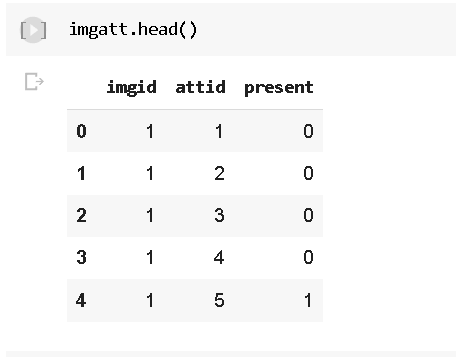 imgatt.head()
imgid attid present
0 1 1 0
1 1 2 0
2 1 3 0
3 1 4 0
4 1 5 1